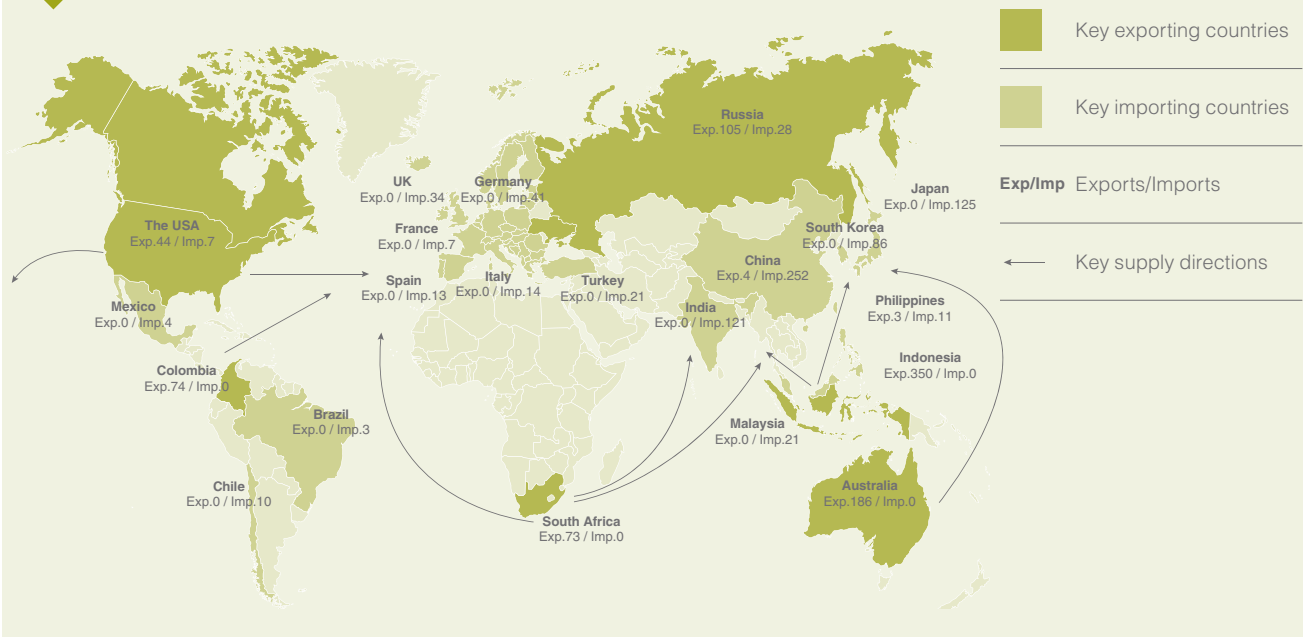 Key exporting countries
Key importing countries
Exp/Imp Exports/Imports
Key supply directions
Russia
Exp.105 / Imp.28
UK
Exp.0 / Imp.34
Germany
Exp.0 / Imp.41
Japan
Exp.0 / Imp.125
The USA
Exp.44 / Imp.7
France
Exp.0 / Imp.7
South Korea
Exp.0 / Imp.86
China
Exp.4 / Imp.252
Spain
Exp.0 / Imp.13
Italy
Exp.0 / Imp.14
Turkey
Exp.0 / Imp.21
India
Exp.0 / Imp.121
Mexico
Exp.0 / Imp.4
Philippines
Exp.3 / Imp.11
Colombia
Exp.74 / Imp.0
Indonesia
Exp.350 / Imp.0
Brazil
Exp.0 / Imp.3
Malaysia
Exp.0 / Imp.21
Chile
Exp.0 / Imp.10
Australia
Exp.186 / Imp.0
South Africa
Exp.73 / Imp.0